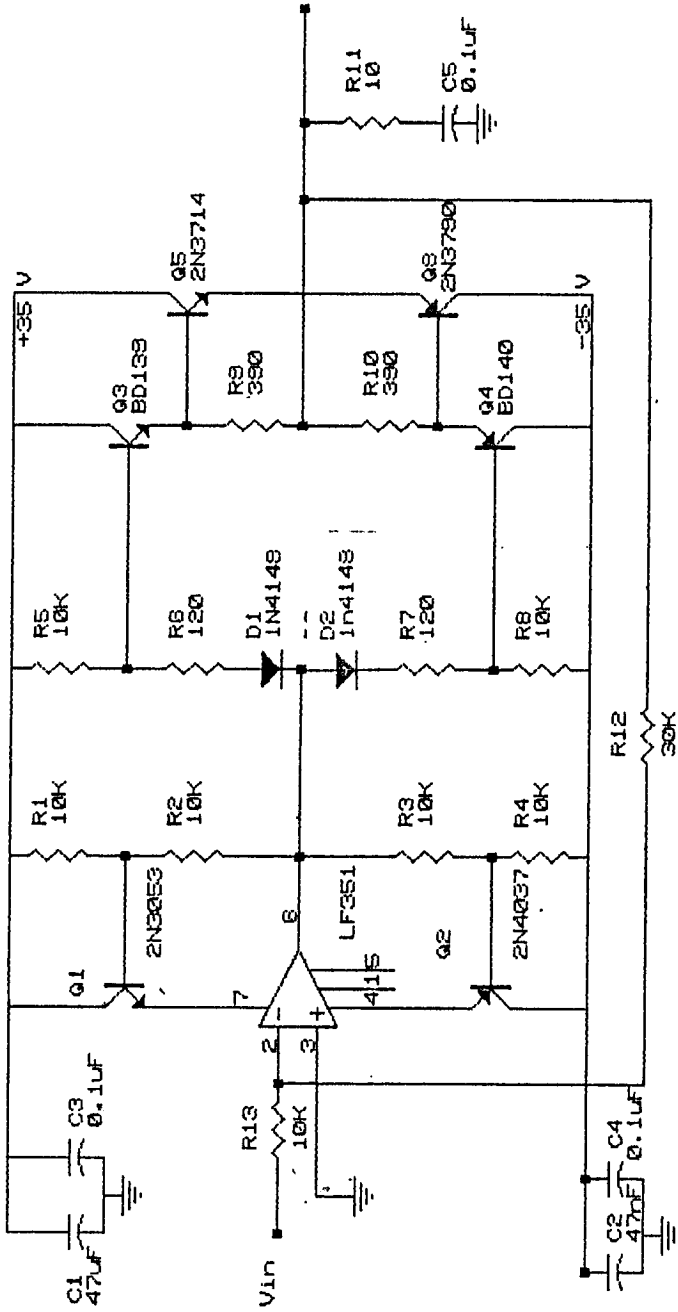 C1
47uF
C3
0.1uF
Q1
2N3053
R1
10K
R2
10K
R5
10K
R6
120
D1
1N4148
Q3
BD139
R9
390
Q5
2N3714
+35 V
R11
10
C5
0.1uF
Vin
R13
10K
2
3
-
+
7
6
4
1
5
LF351
D2
1n4148
R10
390
Q2
2N4037
R3
10K
R4
10K
R7
120
R8
10K
Q4
BD140
2N3790
-35 V
C2
47nF
C4
0.1uF
R12
30K